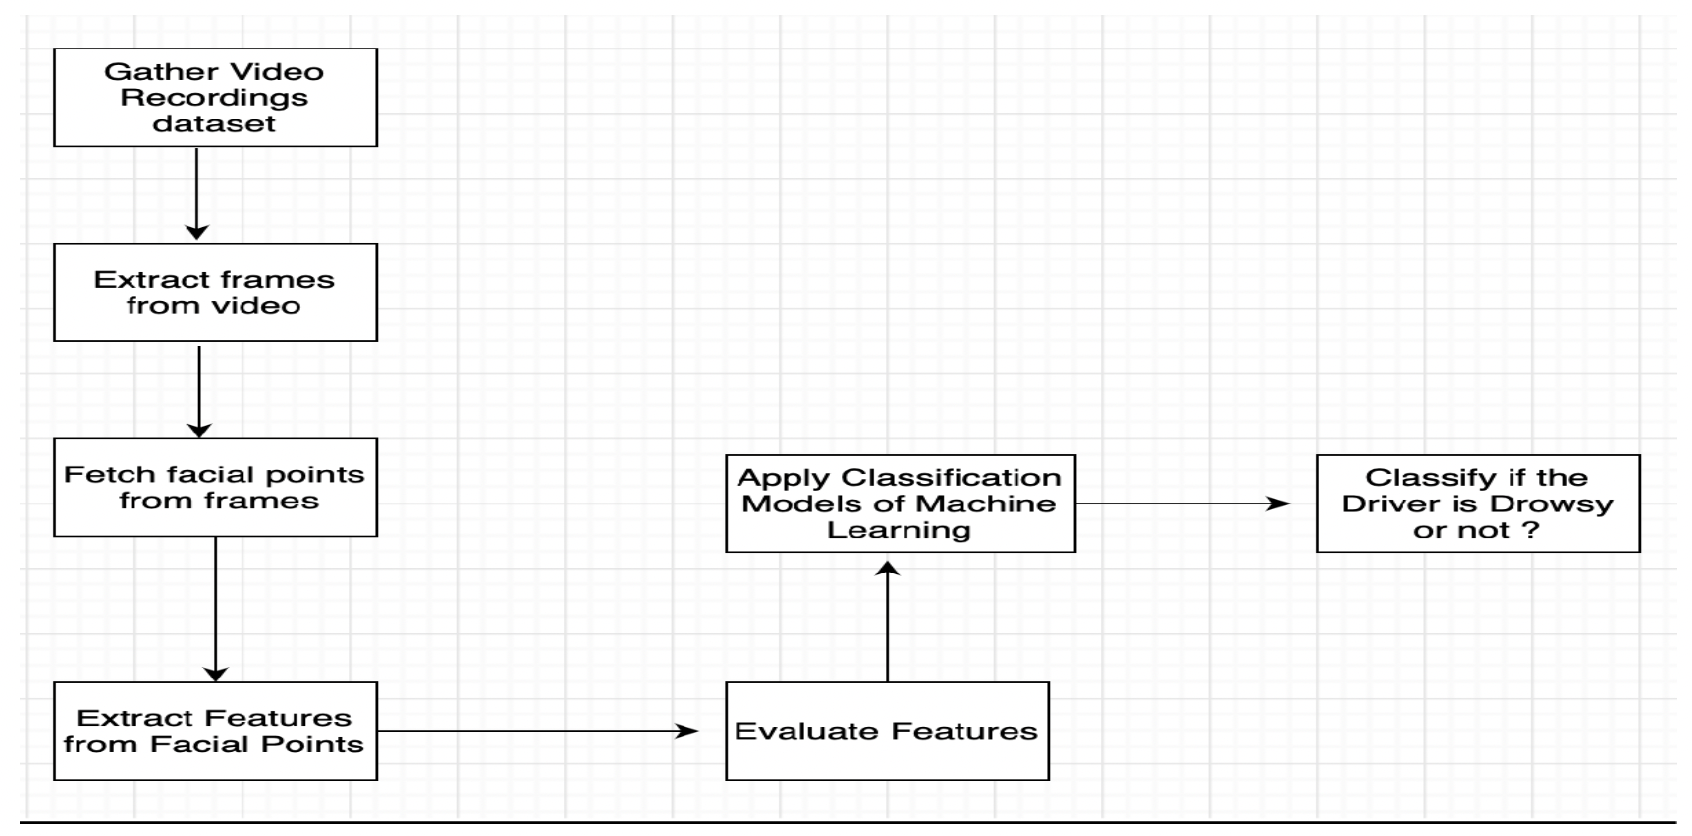 Gather Video
Recordings
dataset
Extract frames
from video
Fetch facial points
from frames
Extract Features
from Facial Points
Evaluate Features
Apply Classification
Models of Machine
Learning
Classify if the
Driver is Drowsy
or not ?